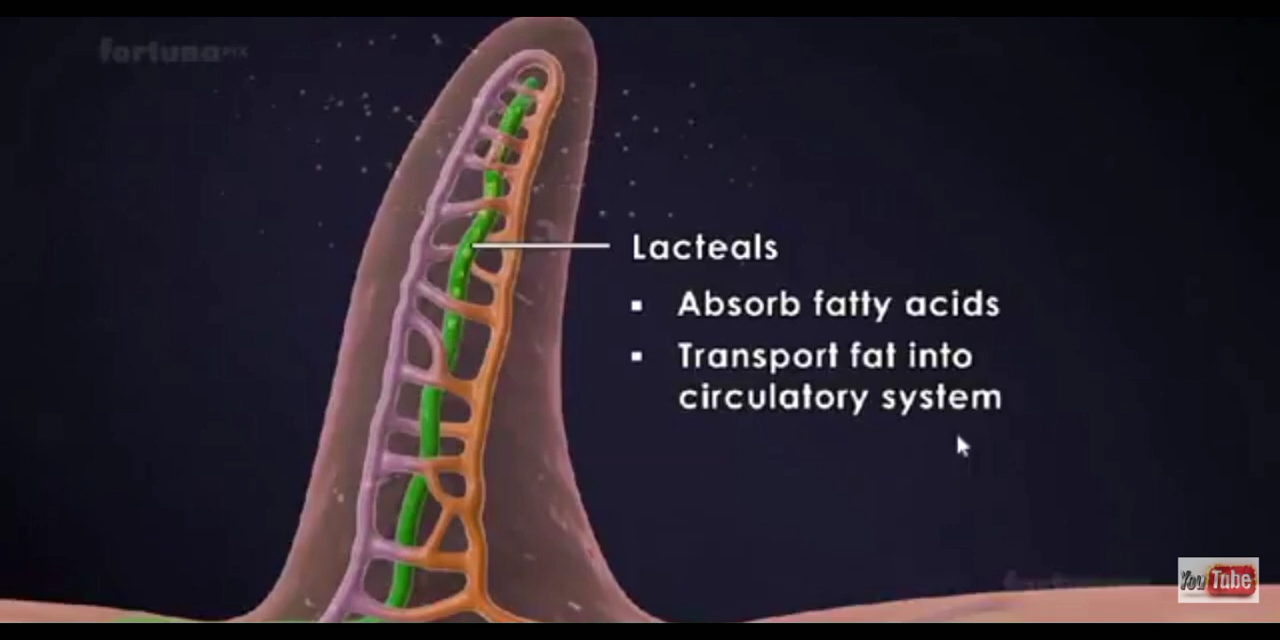 fortunaPIX
Lacteals
▪ Absorb fatty acids
▪ Transport fat into
circulatory system
YouTube